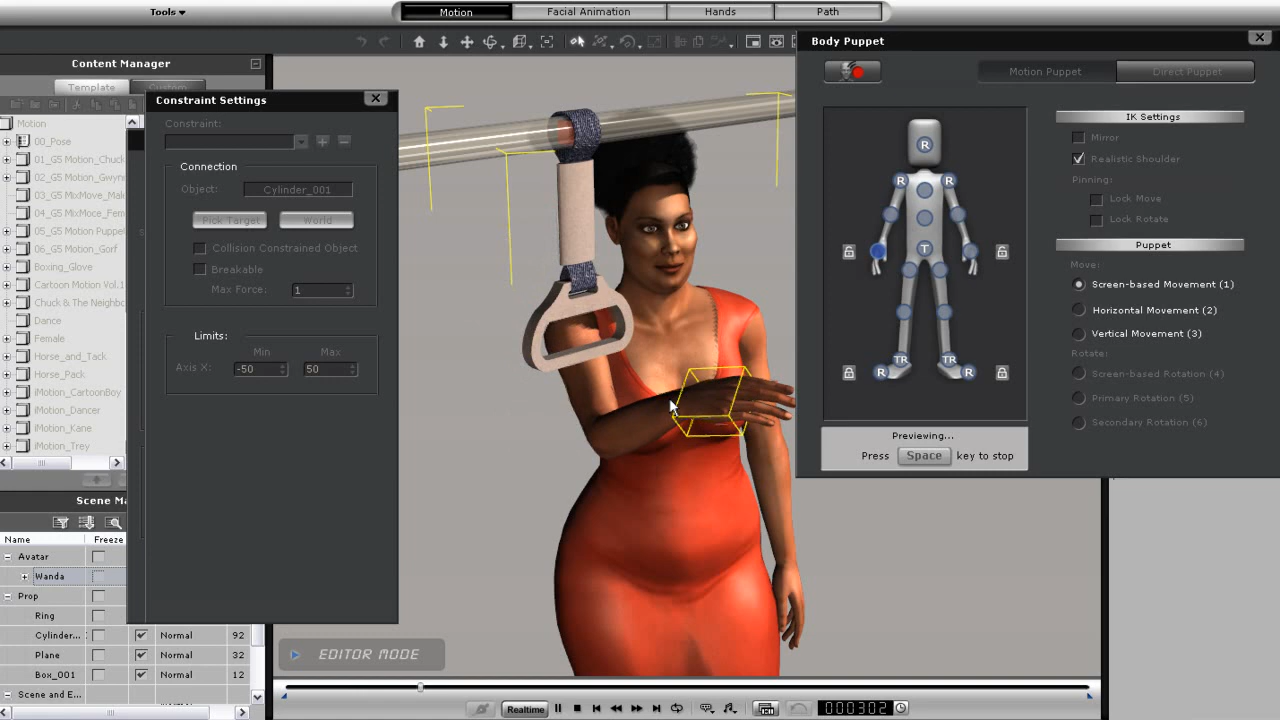 Tools
Motion
Facial Animation
Hands
Path
Content Manager
Template
Custom
Motion
00_Pose
01_G5 Motion_Chuck
02_G5 Motion_Gwyn
03_G5 MixMove_Mal
04_G5 MixMoce_Fem
05_G5 Motion Puppe
06_G5 Motion_Gorf
Boxing_Glove
Cartoon Motion Vol.1
Chuck & The Neighbo
Dance
Female
Horse_and_Tack
Horse_Pack
iMotion_CartoonBoy
iMotion_Dancer
iMotion_Kane
iMotion_Trey
Constraint Settings
Constraint:
Connection
Object: Cylinder_001
Pick Target
World
Collision Constrained Object
Breakable
Max Force: 1
Limits:
Min Max
Axis X: -50 50
Scene Ma
Name Freeze
Avatar
Wanda
Prop
Ring
Cylinder... Normal 92
Plane Normal 32
Box_001 Normal 12
Scene and E...
EDITOR MODE
Realtime
000302
Body Puppet
Motion Puppet
Direct Puppet
R
R R
T
TR TR
R R
Previewing...
Press Space key to stop
IK Settings
Mirror
Realistic Shoulder
Pinning:
Lock Move
Lock Rotate
Puppet
Move:
Screen-based Movement (1)
Horizontal Movement (2)
Vertical Movement (3)
Rotate:
Screen-based Rotation (4)
Primary Rotation (5)
Secondary Rotation (6)